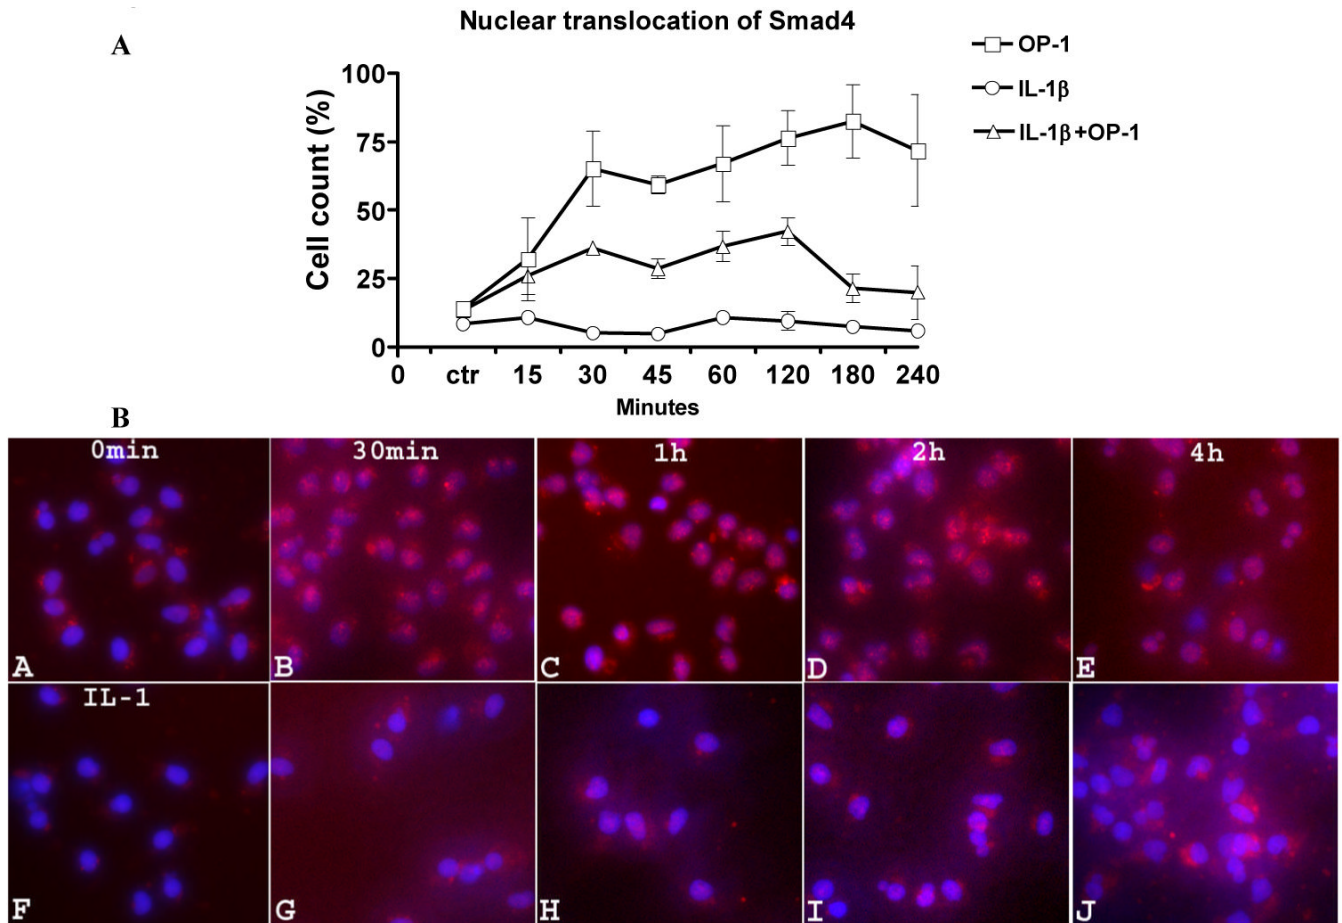 A
Nuclear translocation of Smad4
OP-1
IL-1β
IL-1β+OP-1
Cell count (%)
100
75
50
25
0
0 ctr 15 30 45 60 120 180 240
Minutes
B
0min 30min 1h 2h 4h
A B C D E
IL-1
F G H I J